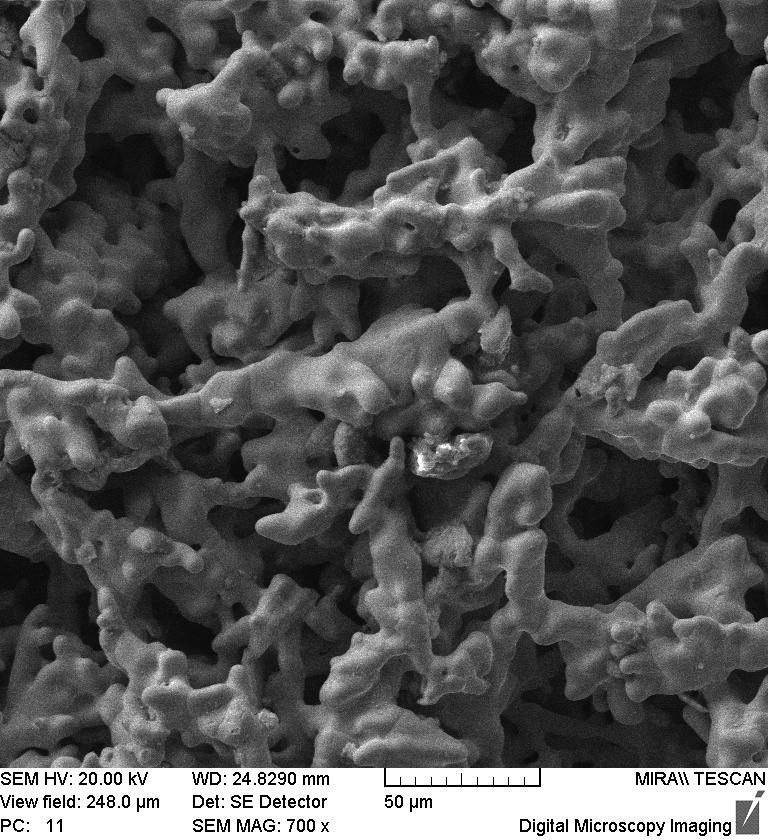 SEM HV: 20.00 kV WD: 24.8290 mm MIRA\\ TESCAN
View field: 248.0 µm Det: SE Detector 50 µm
PC: 11 SEM MAG: 700 x Digital Microscopy Imaging